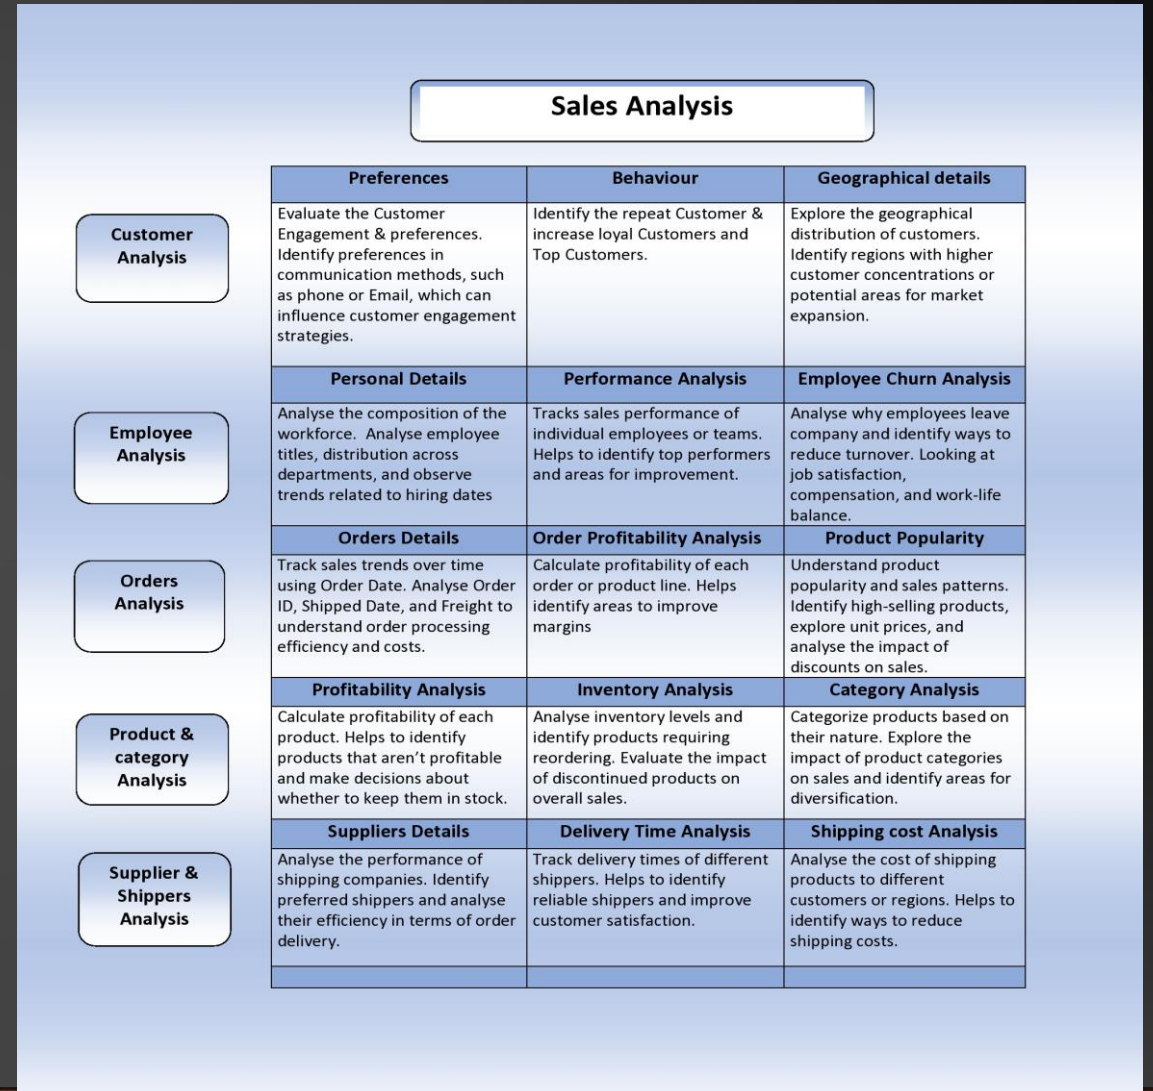 Sales Analysis
Preferences
Behaviour
Geographical details
Customer
Analysis
Evaluate the Customer
Engagement & preferences.
Identify preferences in
communication methods, such
as phone or Email, which can
influence customer engagement
strategies.
Identify the repeat Customer &
increase loyal Customers and
Top Customers.
Explore the geographical
distribution of customers.
Identify regions with higher
customer concentrations or
potential areas for market
expansion.
Personal Details
Performance Analysis
Employee Churn Analysis
Employee
Analysis
Analyse the composition of the
workforce.  Analyse employee
titles, distribution across
departments, and observe
trends related to hiring dates
Tracks sales performance of
individual employees or teams.
Helps to identify top performers
and areas for improvement.
Analyse why employees leave
company and identify ways to
reduce turnover. Looking at
job satisfaction,
compensation, and work-life
balance.
Orders Details
Order Profitability Analysis
Product Popularity
Orders
Analysis
Track sales trends over time
using Order Date. Analyse Order
ID, Shipped Date, and Freight to
understand order processing
efficiency and costs.
Calculate profitability of each
order or product line. Helps
identify areas to improve
margins
Understand product
popularity and sales patterns.
Identify high-selling products,
explore unit prices, and
analyse the impact of
discounts on sales.
Profitability Analysis
Inventory Analysis
Category Analysis
Product &
category
Analysis
Calculate profitability of each
product. Helps to identify
products that aren’t profitable
and make decisions about
whether to keep them in stock.
Analyse inventory levels and
identify products requiring
reordering. Evaluate the impact
of discontinued products on
overall sales.
Categorize products based on
their nature. Explore the
impact of product categories
on sales and identify areas for
diversification.
Suppliers Details
Delivery Time Analysis
Shipping cost Analysis
Supplier &
Shippers
Analysis
Analyse the performance of
shipping companies. Identify
preferred shippers and analyse
their efficiency in terms of order
delivery.
Track delivery times of different
shippers. Helps to identify
reliable shippers and improve
customer satisfaction.
Analyse the cost of shipping
products to different
customers or regions. Helps to
identify ways to reduce
shipping costs.